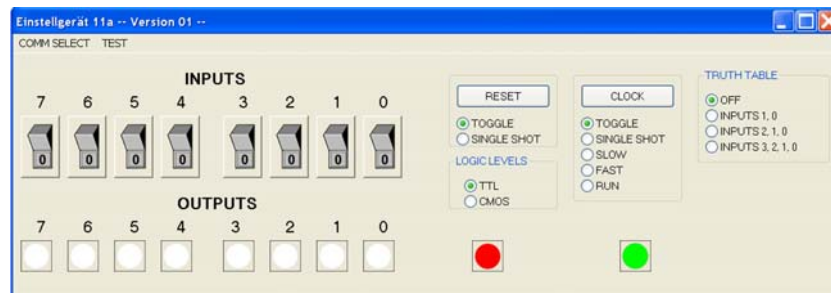 Einstellgerät 11a -- Version 01 --
COMM SELECT TEST
INPUTS
7 6 5 4 3 2 1 0
0 0 0 0 0 0 0 0
OUTPUTS
7 6 5 4 3 2 1 0
RESET
TOGGLE
SINGLE SHOT
LOGIC LEVELS
TTL
CMOS
CLOCK
TOGGLE
SINGLE SHOT
SLOW
FAST
RUN
TRUTH TABLE
OFF
INPUTS 1, 0
INPUTS 2, 1, 0
INPUTS 3, 2, 1, 0